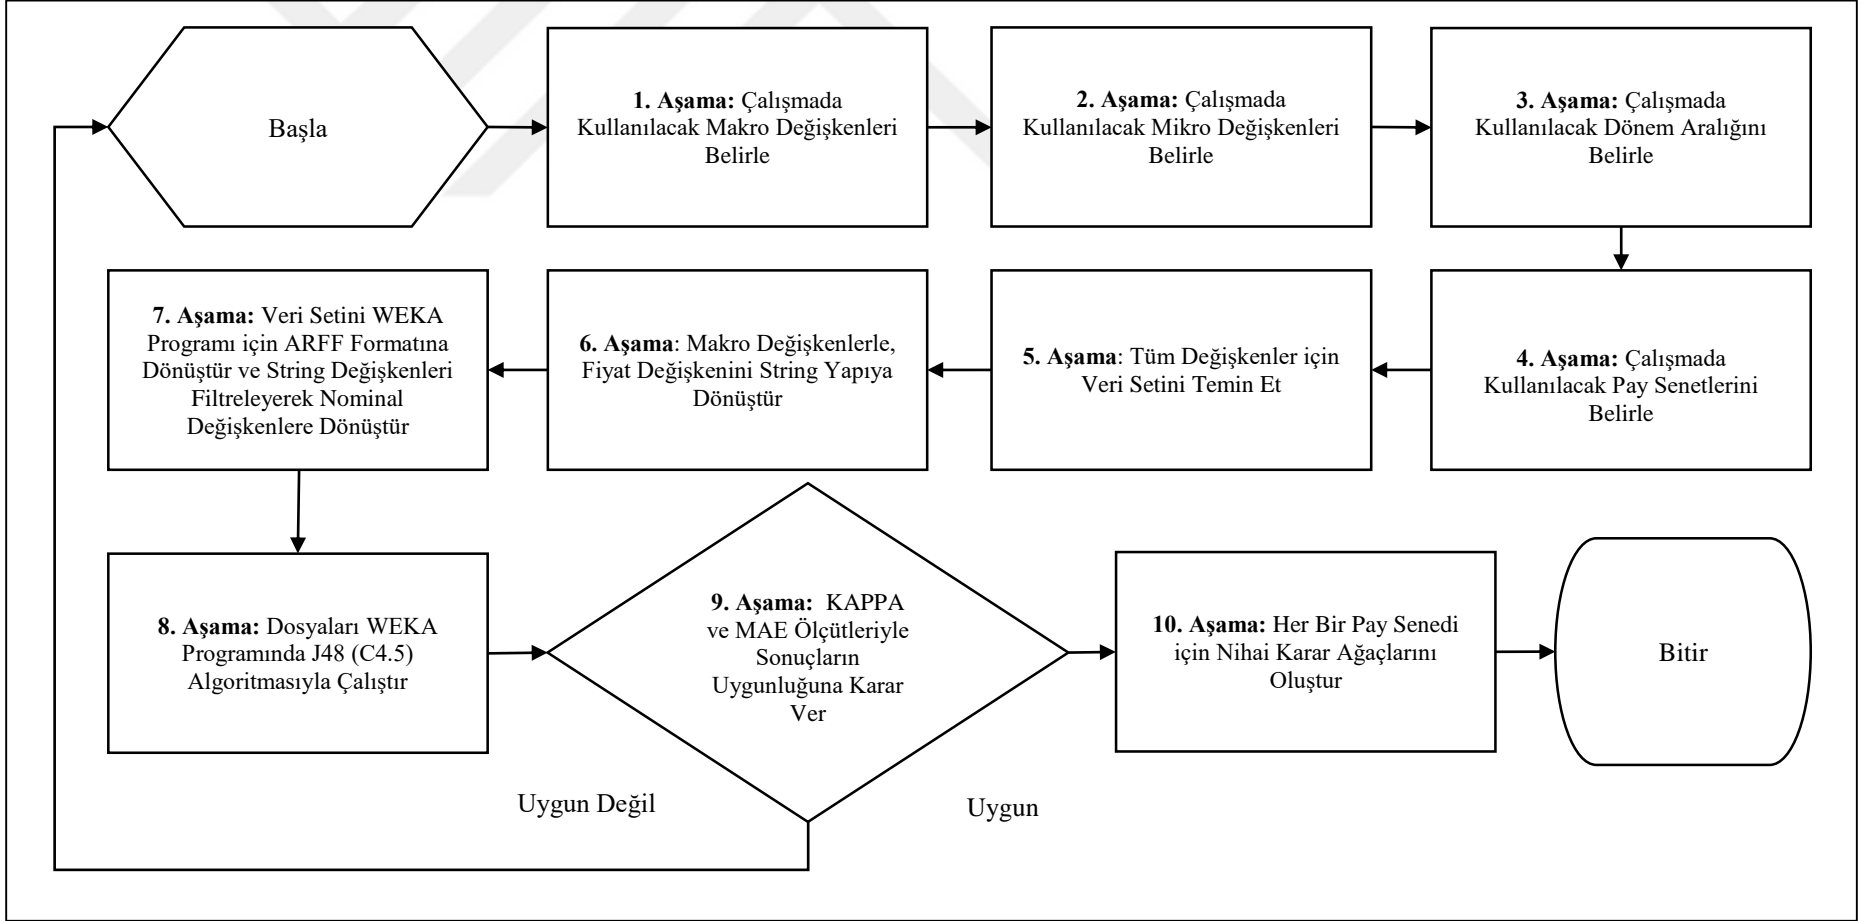 Başla
1. Aşama: Çalışmada
Kullanılacak Makro Değişkenleri
Belirle
2. Aşama: Çalışmada
Kullanılacak Mikro Değişkenleri
Belirle
3. Aşama: Çalışmada
Kullanılacak Dönem Aralığını
Belirle
4. Aşama: Çalışmada
Kullanılacak Pay Senetlerini
Belirle
5. Aşama: Tüm Değişkenler için
Veri Setini Temin Et
6. Aşama: Makro Değişkenlerle,
Fiyat Değişkenini String Yapıya
Dönüştür
7. Aşama: Veri Setini WEKA
Programı için ARFF Formatına
Dönüştür ve String Değişkenleri
Filtreleyerek Nominal
Değişkenlere Dönüştür
8. Aşama: Dosyaları WEKA
Programında J48 (C4.5)
Algoritmasıyla Çalıştır
9. Aşama: KAPPA
ve MAE Ölçütleriyle
Sonuçların
Uygunluğuna Karar
Ver
Uygun Değil
Uygun
10. Aşama: Her Bir Pay Senedi
için Nihai Karar Ağaçlarını
Oluştur
Bitir